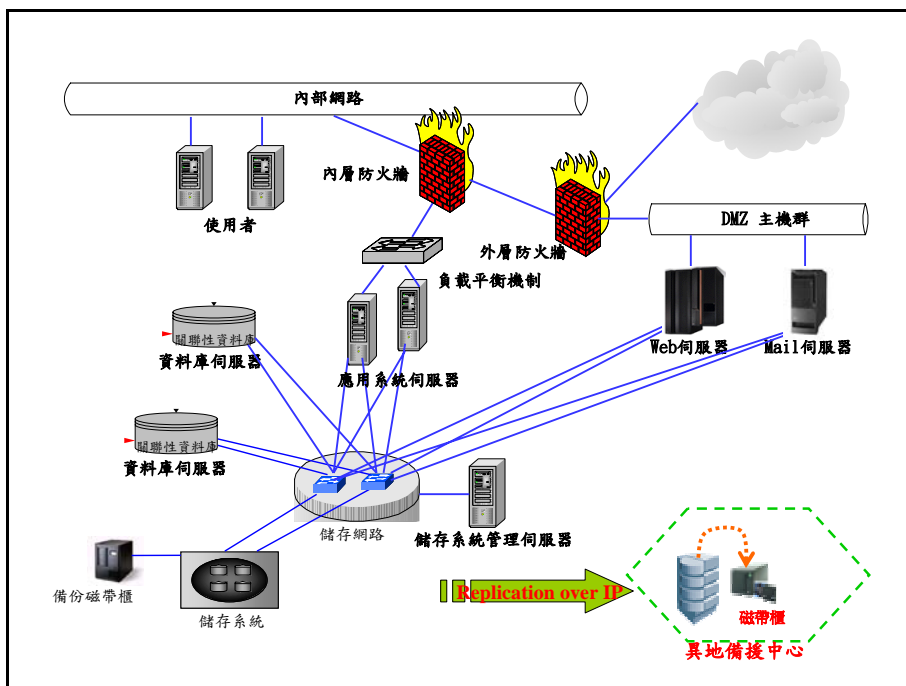 內部網路
內層防火牆
使用者
DMZ 主機群
外層防火牆
負載平衡機制
關聯性資料庫
資料庫伺服器
Web伺服器
Mail伺服器
應用系統伺服器
關聯性資料庫
資料庫伺服器
儲存網路
儲存系統管理伺服器
備份磁帶櫃
儲存系統
Replication over IP
磁帶櫃
異地備援中心